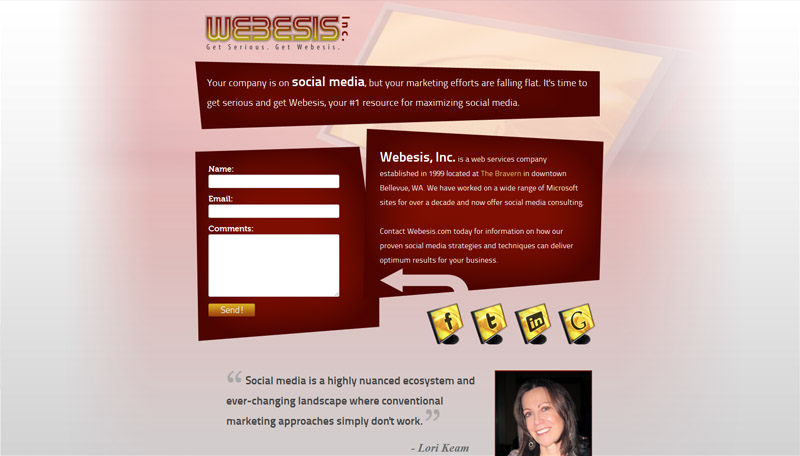 WEBESIS Inc.
Get Serious. Get Webesis.
Your company is on social media, but your marketing efforts are falling flat. It's time to
get serious and get Webesis, your #1 resource for maximizing social media.
Name:
Email:
Comments:
Send!
Webesis, Inc. is a web services company
established in 1999 located at The Bravern in downtown
Bellevue, WA. We have worked on a wide range of Microsoft
sites for over a decade and now offer social media consulting.
Contact Webesis.com today for information on how our
proven social media strategies and techniques can deliver
optimum results for your business.
f t in G
“ Social media is a highly nuanced ecosystem and
ever-changing landscape where conventional
marketing approaches simply don't work. ”
- Lori Keam